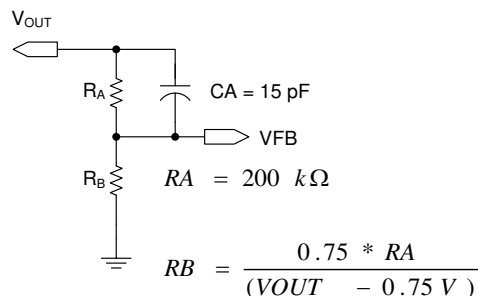 VOUT
RA
CA = 15 pF
VFB
RB
RA = 200 kΩ
RB = 0.75 * RA / (VOUT - 0.75 V)